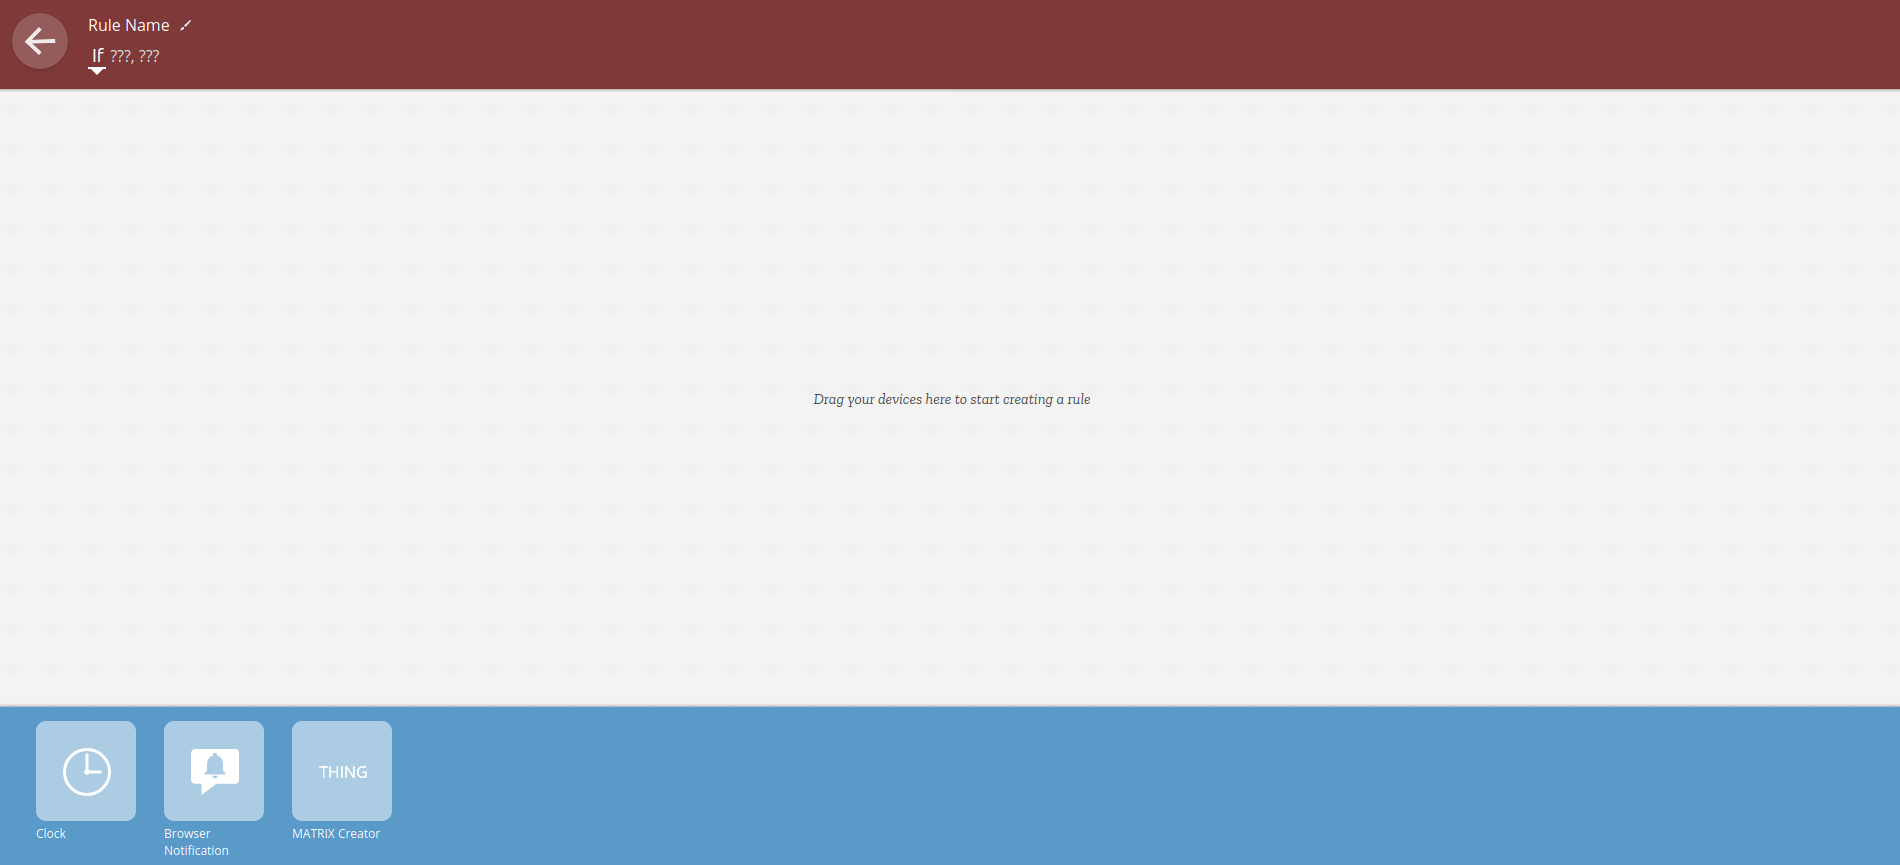 Rule Name
If ???, ???
Drag your devices here to start creating a rule
THING
Clock
Browser
Notification
MATRIX Creator